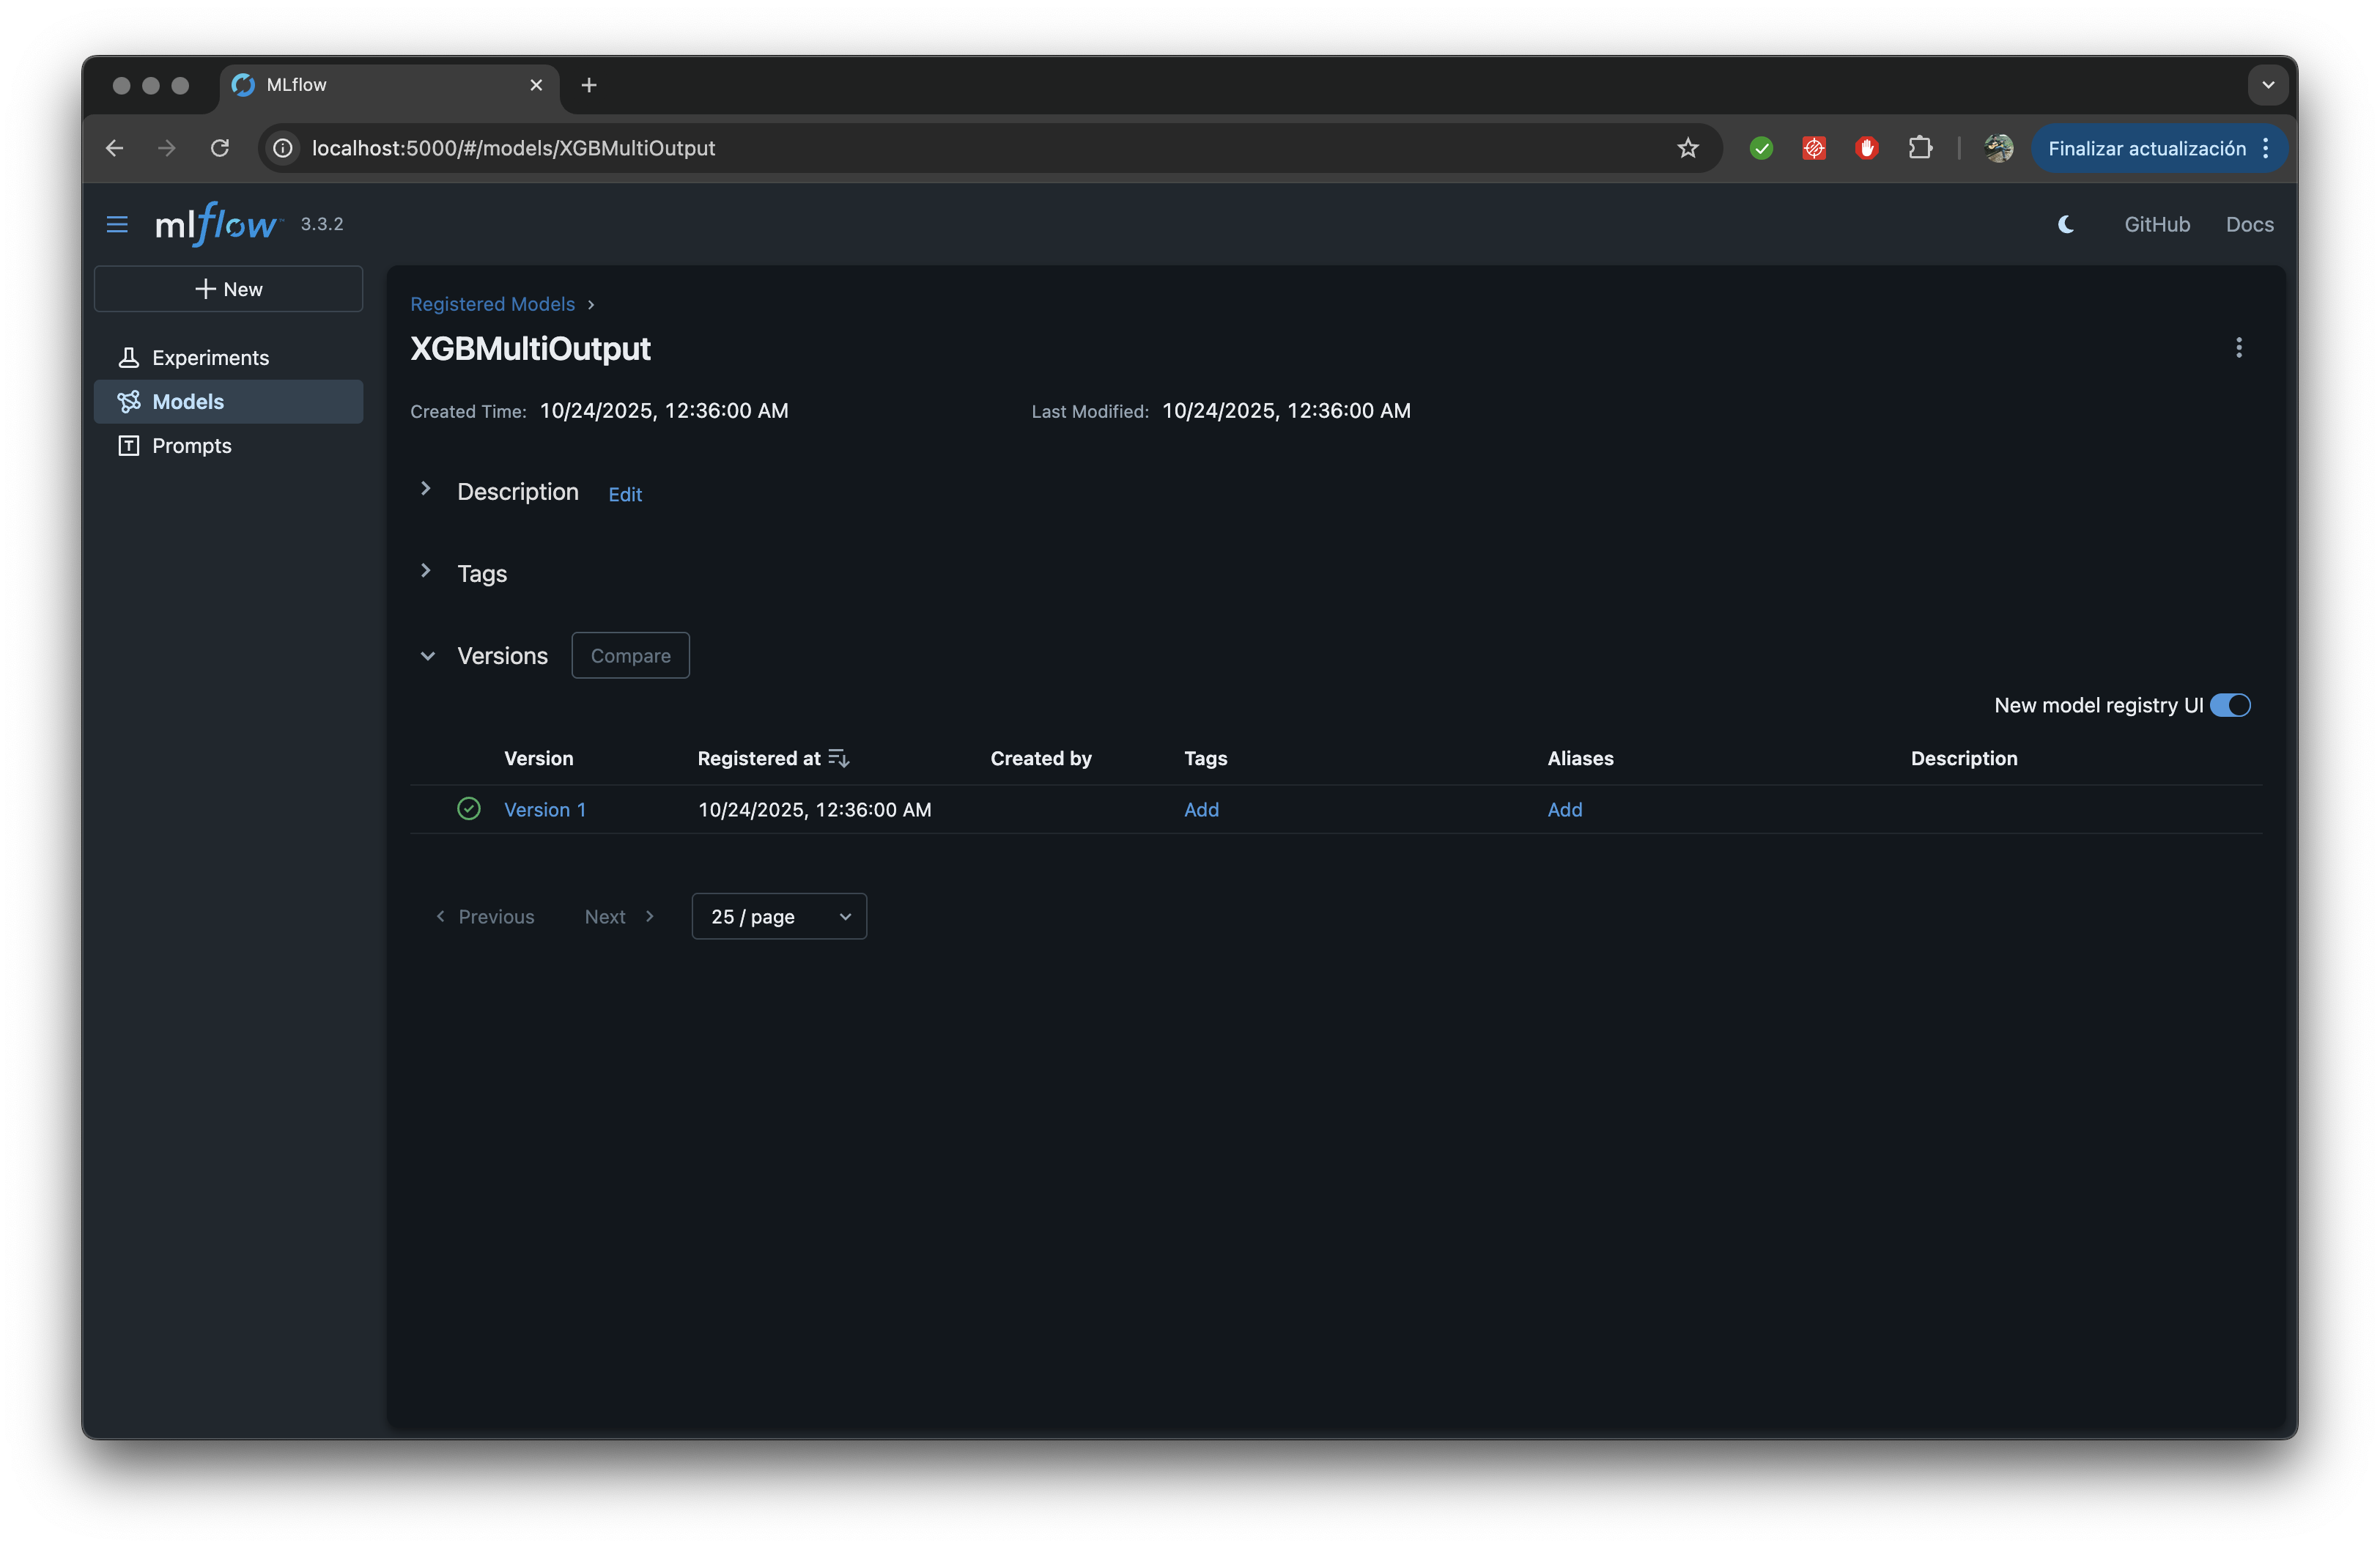 MLflow
localhost:5000/#/models/XGBMultiOutput
Finalizar actualización
mlflow™ 3.3.2
GitHub Docs
New
Experiments
Models
Prompts
Registered Models
XGBMultiOutput
Created Time: 10/24/2025, 12:36:00 AM Last Modified: 10/24/2025, 12:36:00 AM
Description Edit
Tags
Versions Compare
New model registry UI
Version Registered at Created by Tags Aliases Description
Version 1 10/24/2025, 12:36:00 AM Add Add
Previous Next 25 / page